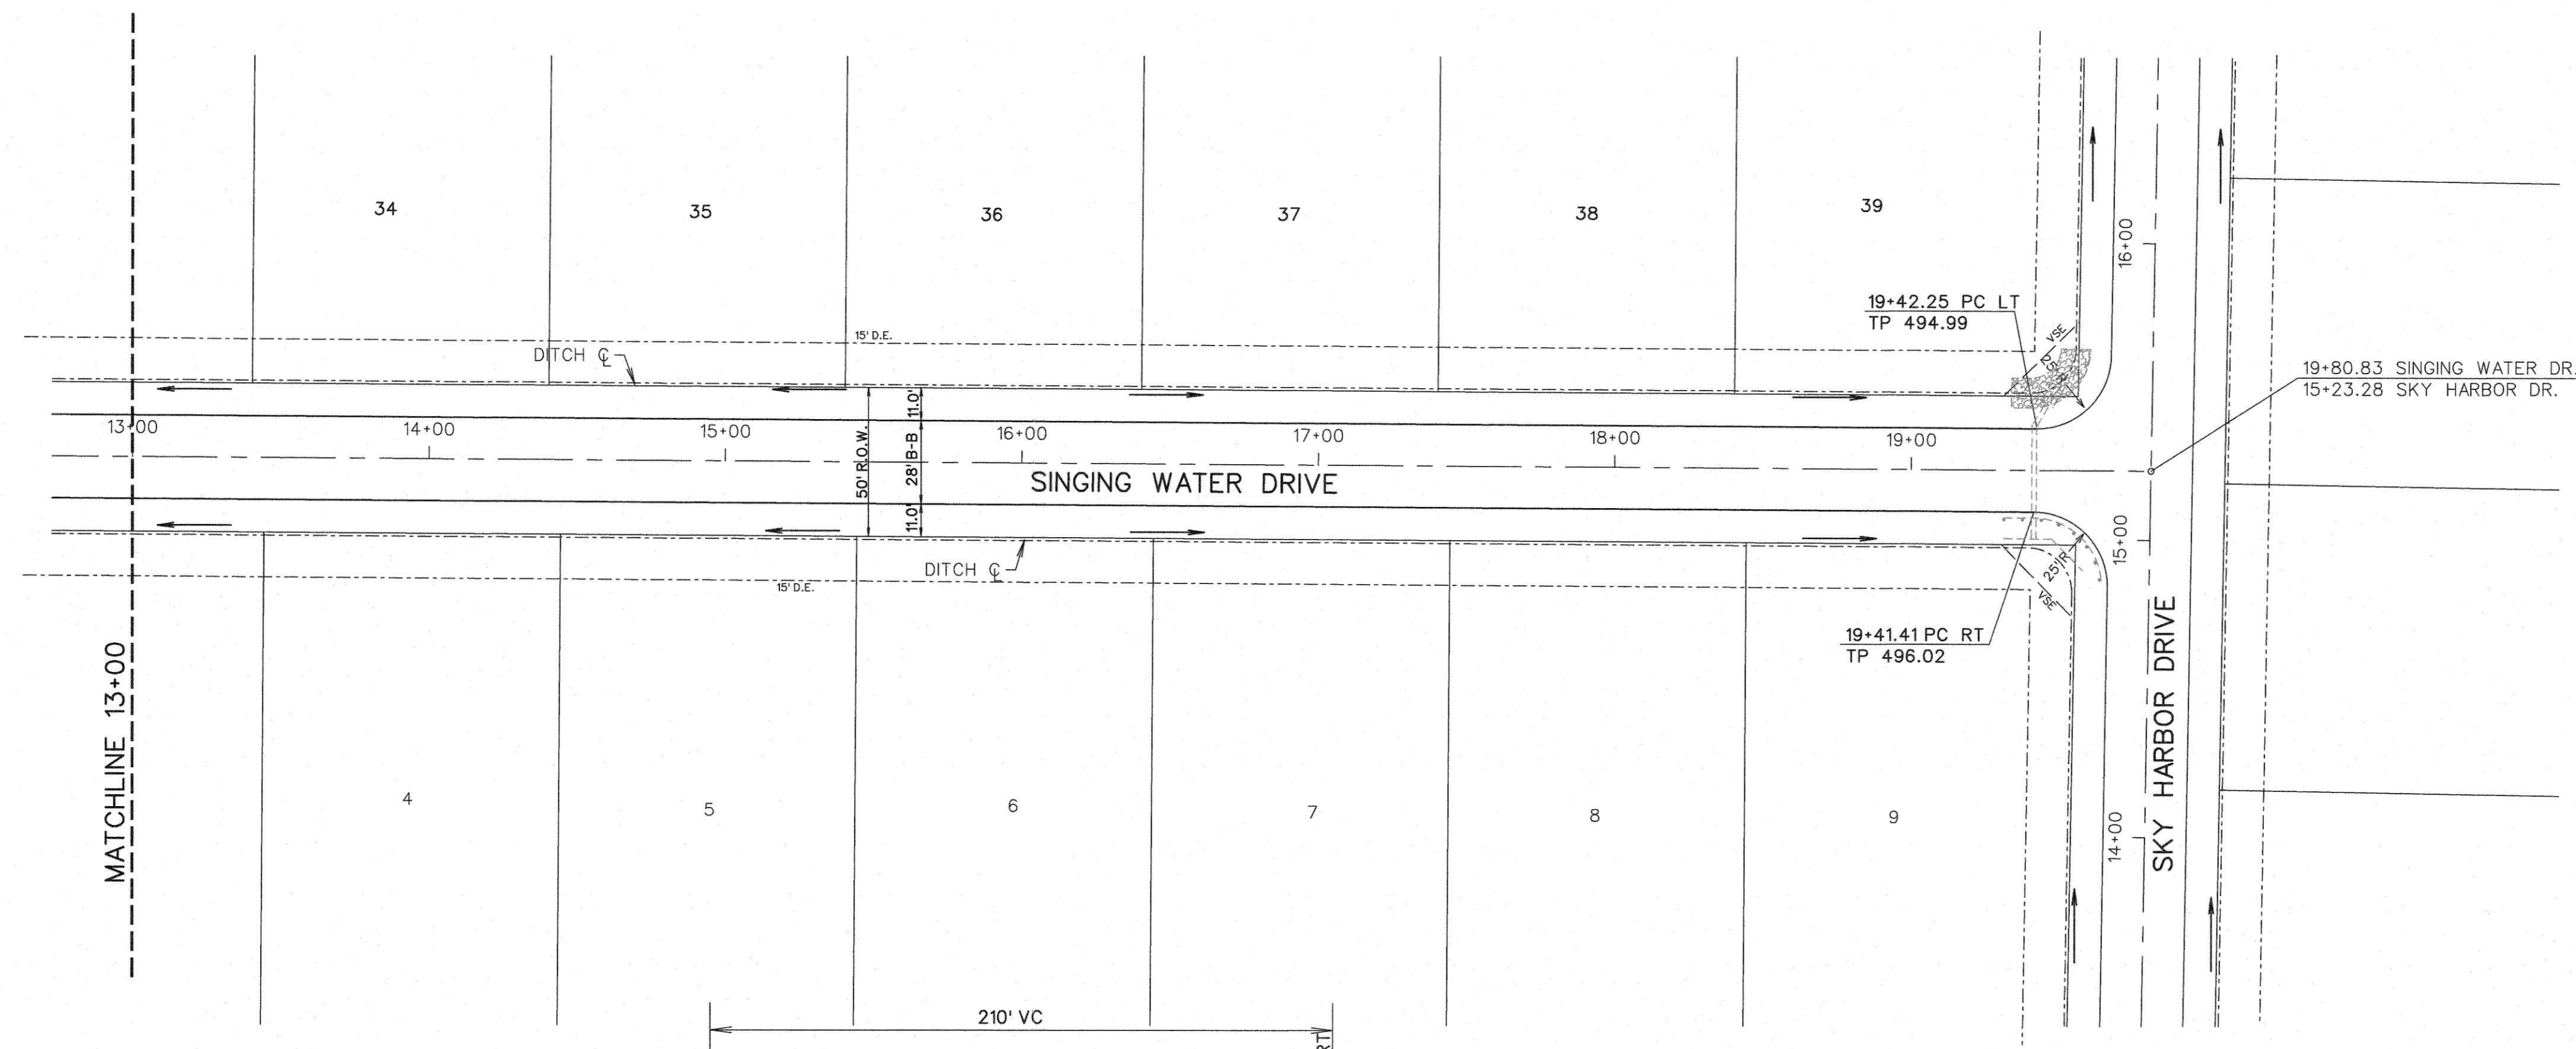 34
35
36
37
38
39
16+00
19+42.25 PC LT
TP 494.99
VSE
25' R
15' D.E.
DITCH ℄
19+80.83 SINGING WATER DR.
15+23.28 SKY HARBOR DR.
11.0'
13+00
14+00
15+00
16+00
17+00
18+00
19+00
50' R.O.W.
28' B-B
SINGING WATER DRIVE
11.0'
15+00
DITCH ℄
25' R
15' D.E.
VSE
19+41.41 PC RT
TP 496.02
MATCHLINE 13+00
SKY HARBOR DRIVE
4
5
6
7
8
9
14+00
210' VC
RT